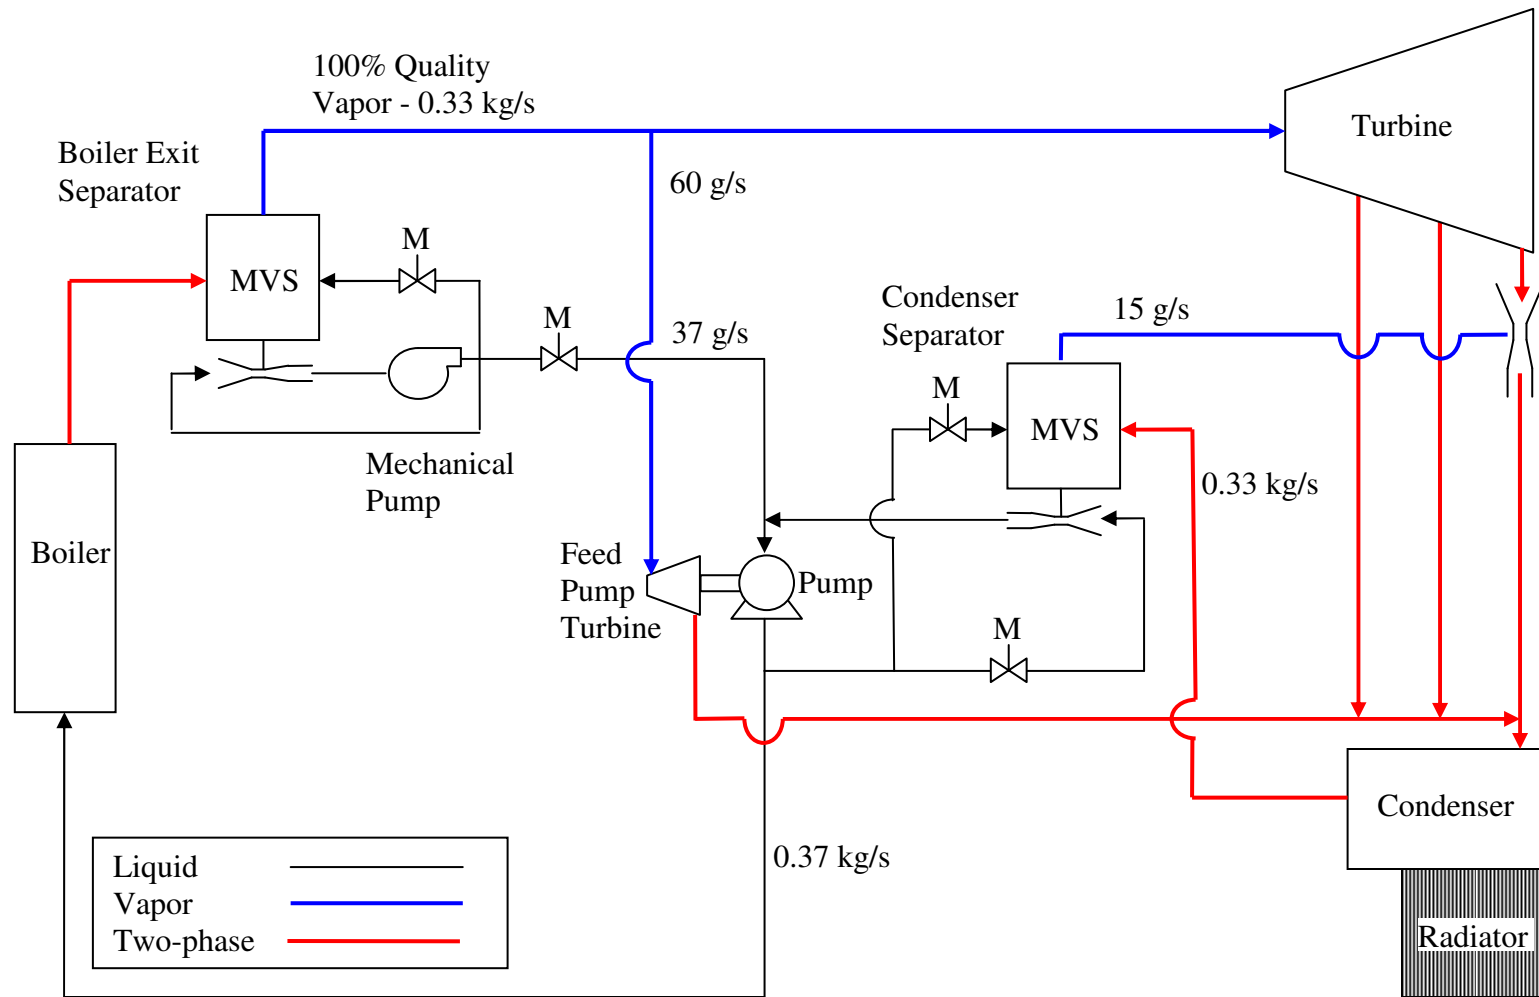 100% Quality
Vapor - 0.33 kg/s
Boiler Exit
Separator
Turbine
60 g/s
M
MVS
M
37 g/s
Condenser
Separator
15 g/s
M
MVS
Mechanical
Pump
0.33 kg/s
Boiler
Feed
Pump
Turbine
Pump
M
Condenser
0.37 kg/s
Liquid
Vapor
Two-phase
Radiator